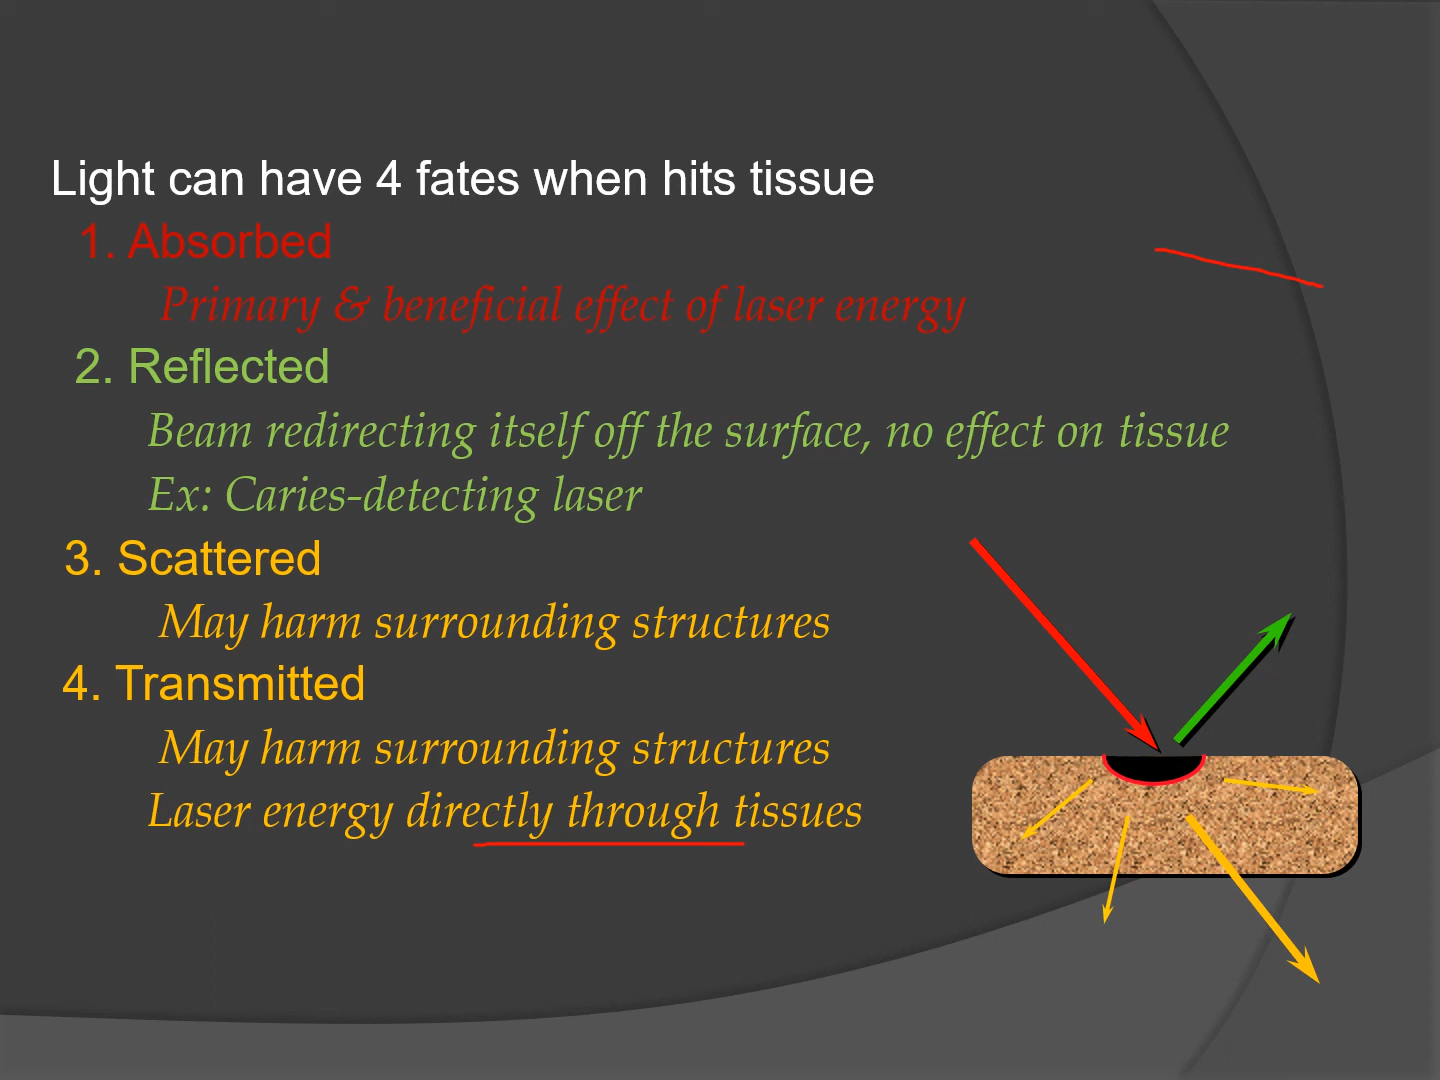 Light can have 4 fates when hits tissue
1. Absorbed
Primary & beneficial effect of laser energy
2. Reflected
Beam redirecting itself off the surface, no effect on tissue
Ex: Caries-detecting laser
3. Scattered
May harm surrounding structures
4. Transmitted
May harm surrounding structures
Laser energy directly through tissues